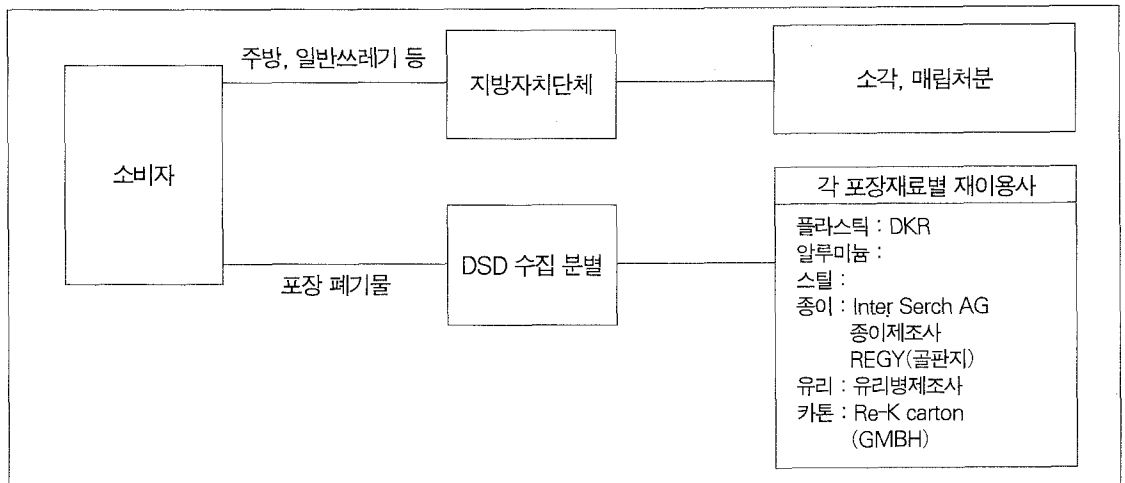 주방, 일반쓰레기 등
소비자
지방자치단체
소각, 매립처분
포장 폐기물
DSD 수집 분별
각 포장재료별 재이용사
플라스틱 : DKR
알루미늄 :
스틸 :
종이 : Inter Serch AG
종이제조사
REGY(골판지)
유리 : 유리병제조사
카톤 : Re-K carton
(GMBH)